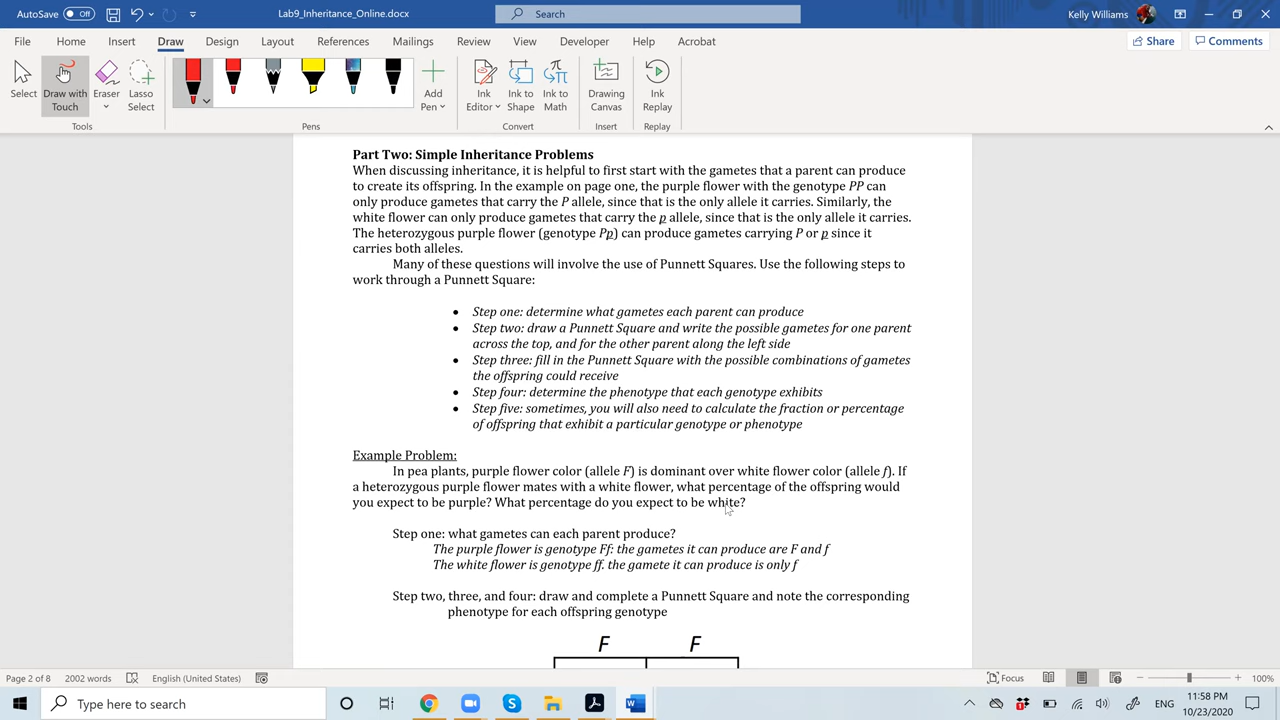 AutoSave Off Lab9_Inheritance_Online.docx Search Kelly Williams
File Home Insert Draw Design Layout References Mailings Review View Developer Help Acrobat Share Comments
Select Draw with Touch Eraser Lasso Select Add Pen Ink Editor Ink to Shape Ink to Math Drawing Canvas Ink Replay
Tools Pens Convert Insert Replay
Part Two: Simple Inheritance Problems
When discussing inheritance, it is helpful to first start with the gametes that a parent can produce
to create its offspring. In the example on page one, the purple flower with the genotype PP can
only produce gametes that carry the P allele, since that is the only allele it carries. Similarly, the
white flower can only produce gametes that carry the p allele, since that is the only allele it carries.
The heterozygous purple flower (genotype Pp) can produce gametes carrying P or p since it
carries both alleles.
Many of these questions will involve the use of Punnett Squares. Use the following steps to
work through a Punnett Square:
• Step one: determine what gametes each parent can produce
• Step two: draw a Punnett Square and write the possible gametes for one parent
across the top, and for the other parent along the left side
• Step three: fill in the Punnett Square with the possible combinations of gametes
the offspring could receive
• Step four: determine the phenotype that each genotype exhibits
• Step five: sometimes, you will also need to calculate the fraction or percentage
of offspring that exhibit a particular genotype or phenotype
Example Problem:
In pea plants, purple flower color (allele F) is dominant over white flower color (allele f). If
a heterozygous purple flower mates with a white flower, what percentage of the offspring would
you expect to be purple? What percentage do you expect to be white?
Step one: what gametes can each parent produce?
The purple flower is genotype Ff: the gametes it can produce are F and f
The white flower is genotype ff. the gamete it can produce is only f
Step two, three, and four: draw and complete a Punnett Square and note the corresponding
phenotype for each offspring genotype
F F
Page 2 of 8 2002 words English (United States) Focus 100%
Type here to search ENG 11:58 PM
10/23/2020